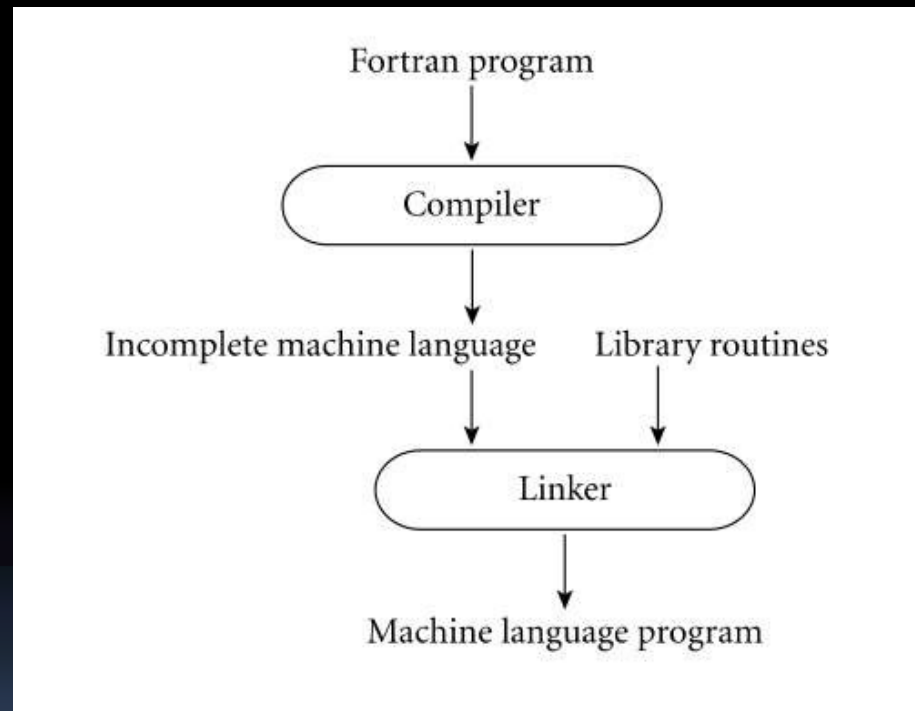 Fortran program
Compiler
Incomplete machine language
Library routines
Linker
Machine language program